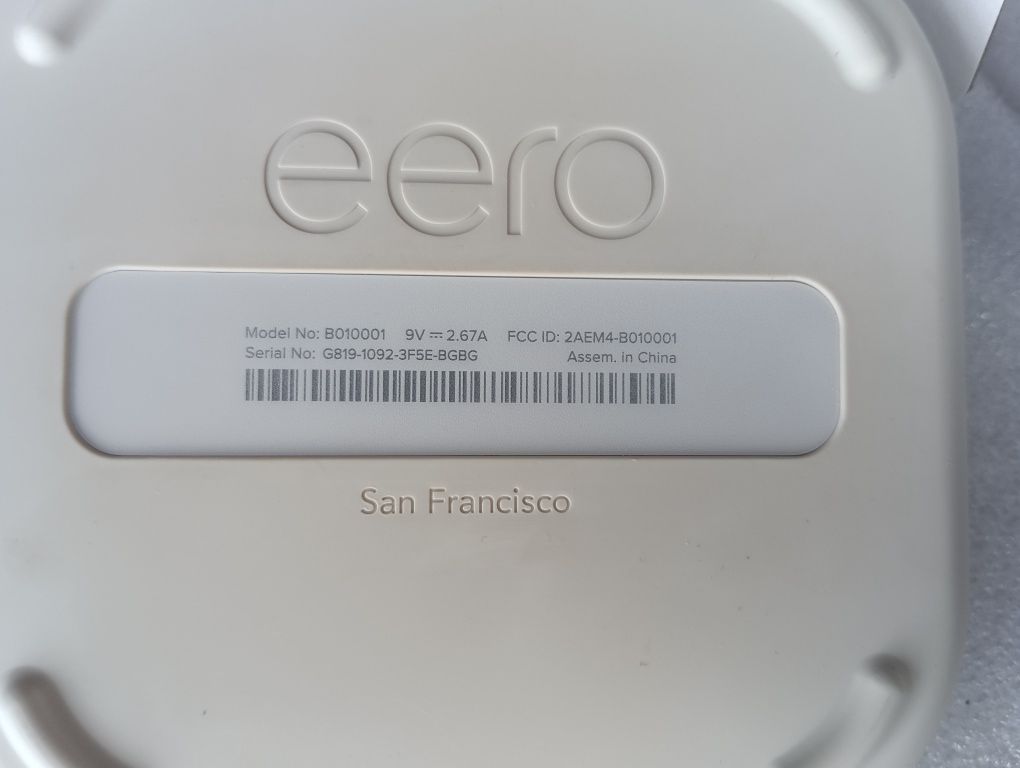 eero
Model No: B010001 9V ⎓ 2.67A FCC ID: 2AEM4-B010001
Serial No: G819-1092-3F5E-BGBG Assem. in China
San Francisco